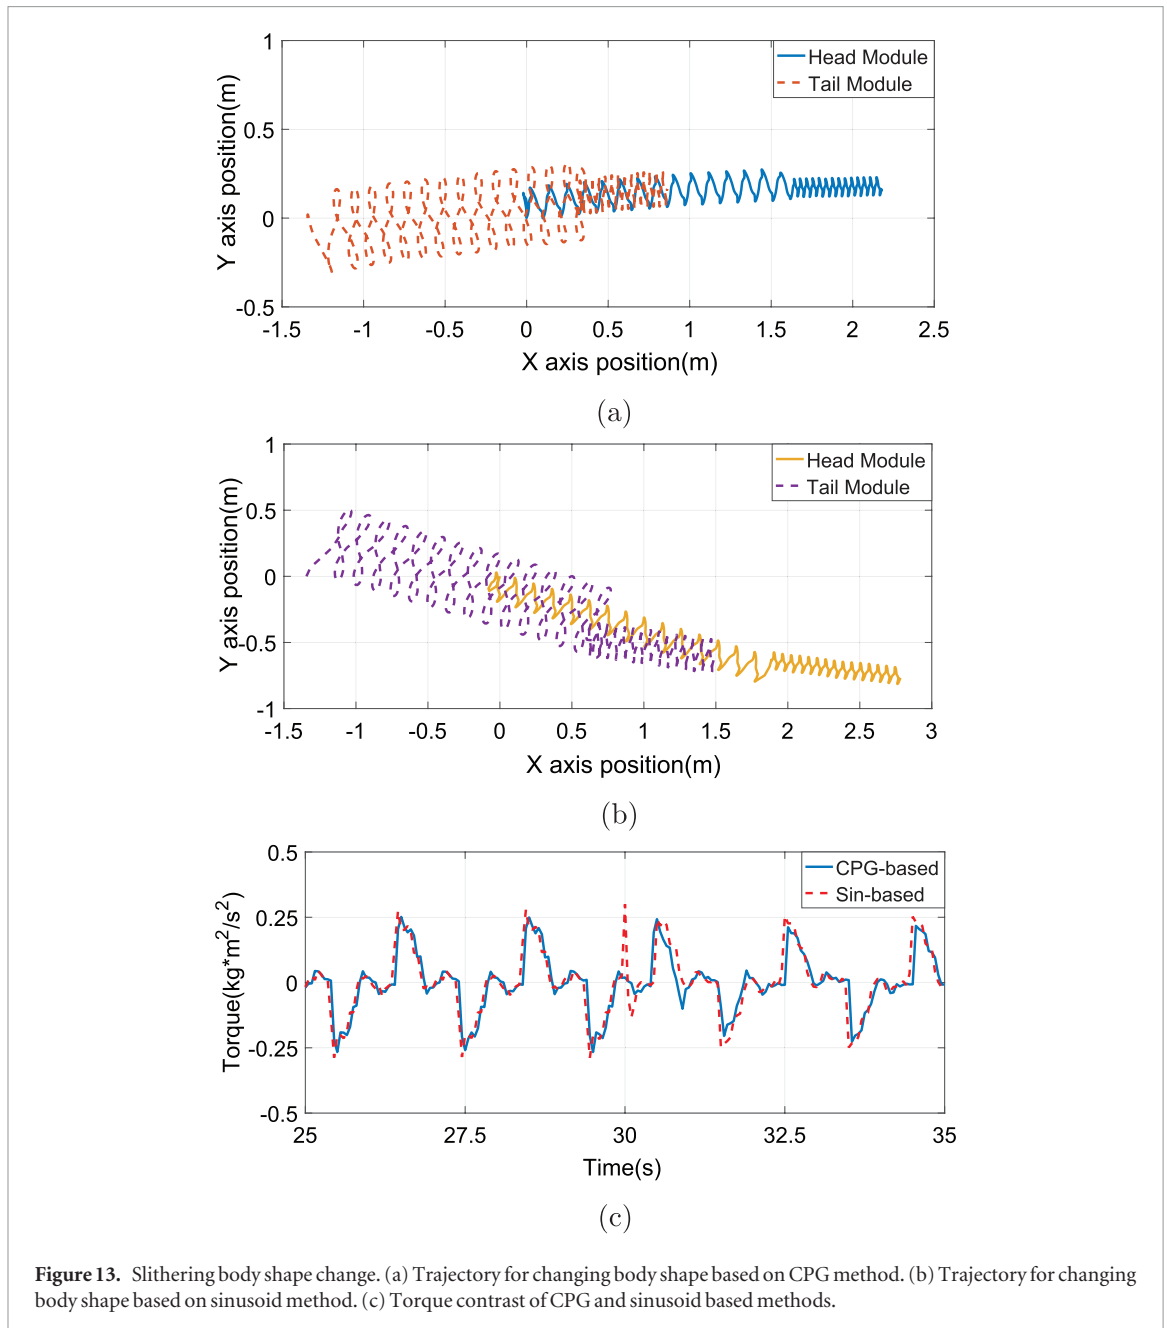 1
0.5
0
-0.5
Y axis position(m)
Head Module
Tail Module
-1.5 -1 -0.5 0 0.5 1 1.5 2 2.5
X axis position(m)
(a)
1
0.5
0
-0.5
-1
Y axis position(m)
Head Module
Tail Module
-1.5 -1 -0.5 0 0.5 1 1.5 2 2.5 3
X axis position(m)
(b)
0.5
0.25
0
-0.25
-0.5
Torque(kg*m²/s²)
CPG-based
Sin-based
25 27.5 30 32.5 35
Time(s)
(c)
Figure 13. Slithering body shape change. (a) Trajectory for changing body shape based on CPG method. (b) Trajectory for changing
body shape based on sinusoid method. (c) Torque contrast of CPG and sinusoid based methods.